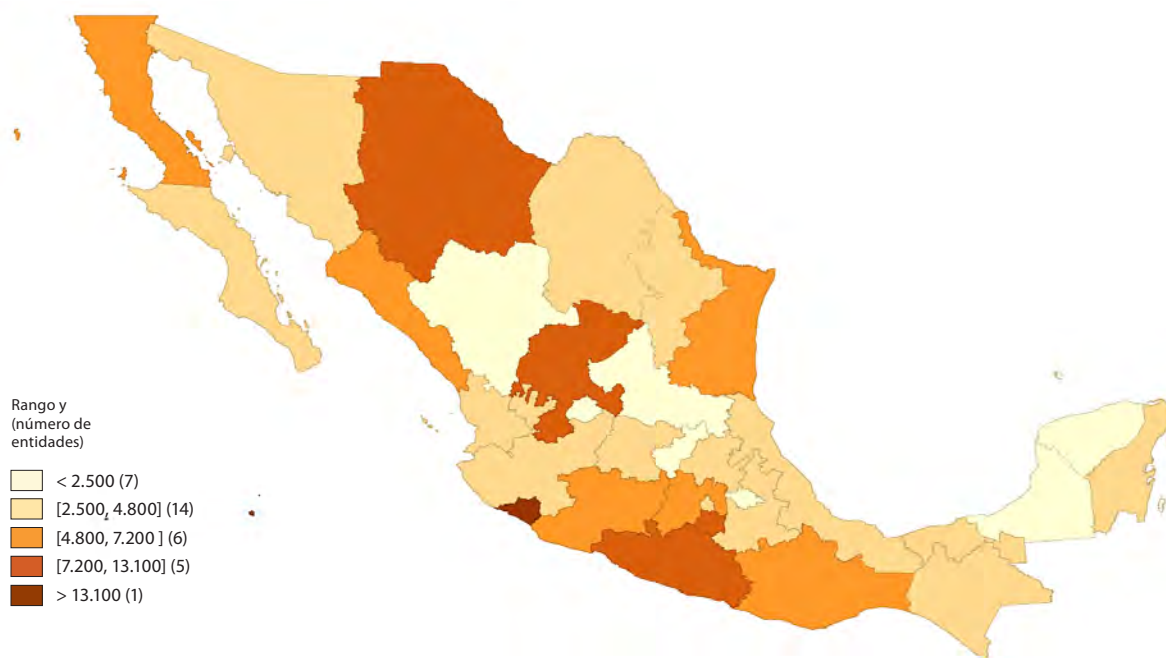 Rango y
(número de
entidades)
< 2.500 (7)
[2.500, 4.800] (14)
[4.800, 7.200 ] (6)
[7.200, 13.100] (5)
> 13.100 (1)